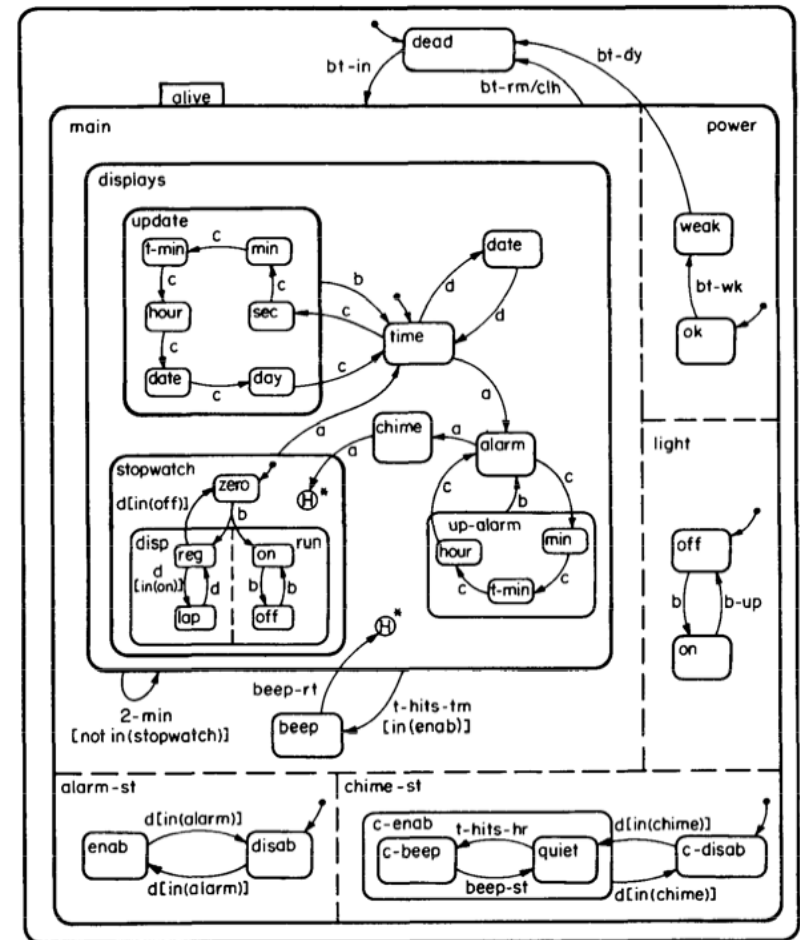 dead
bt-in
bt-dy
bt-rm/clh
alive
main
power
displays
update
t-min
c
min
c
c
hour
sec
c
date
c
day
c
c
b
date
d
d
time
weak
bt-wk
ok
a
a
chime
a
a
alarm
H*
stopwatch
zero
d[in(off)]
b
disp
run
reg
on
d
[in(on)]
d
b
b
lap
off
c
c
b
up-alarm
hour
min
c
t-min
c
light
off
b
b-up
on
H*
beep-rt
2-min
[not in(stopwatch)]
beep
t-hits-tm
[in(enab)]
alarm-st
d[in(alarm)]
enab
disab
d[in(alarm)]
chime-st
c-enab
t-hits-hr
d[in(chime)]
c-beep
quiet
c-disab
beep-st
d[in(chime)]